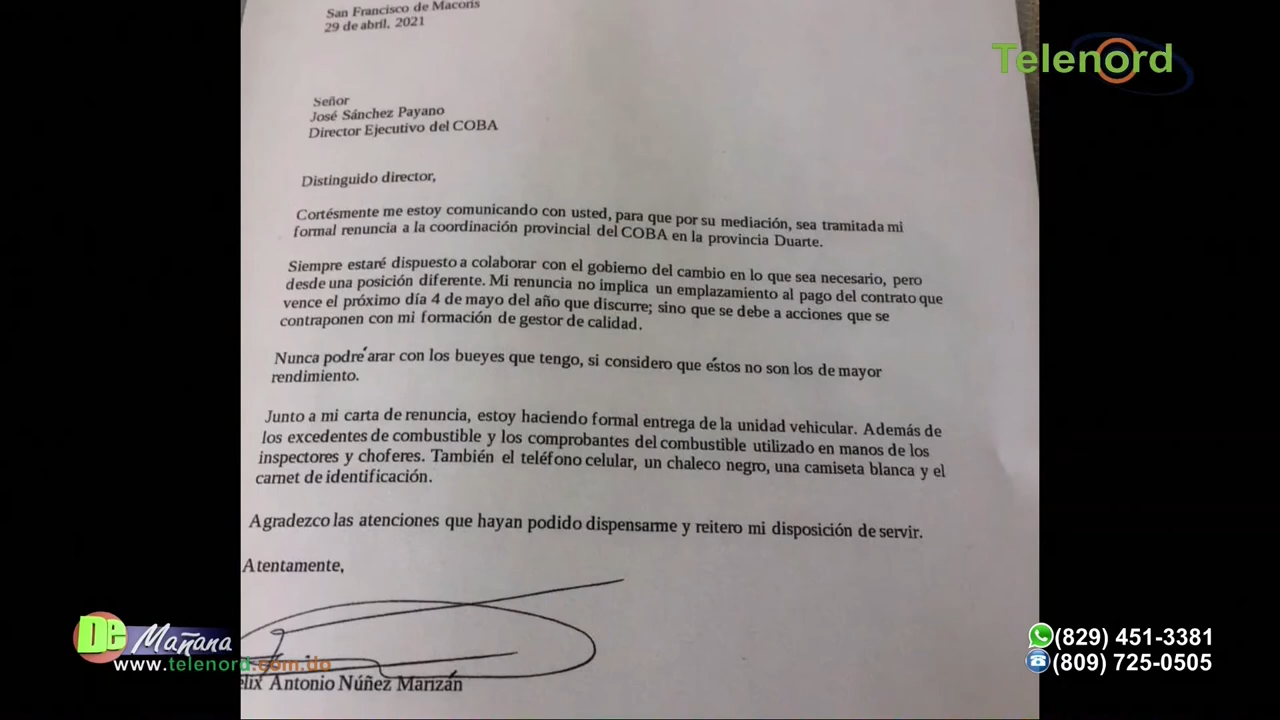 San Francisco de Macorís
29 de abril, 2021
Telenord
Señor
José Sánchez Payano
Director Ejecutivo del COBA
Distinguido director,
Cortésmente me estoy comunicando con usted, para que por su mediación, sea tramitada mi
formal renuncia a la coordinación provincial del COBA en la provincia Duarte.
Siempre estaré dispuesto a colaborar con el gobierno del cambio en lo que sea necesario, pero
desde una posición diferente. Mi renuncia no implica un emplazamiento al pago del contrato que
vence el próximo día 4 de mayo del año que discurre; sino que se debe a acciones que se
contraponen con mi formación de gestor de calidad.
Nunca podré arar con los bueyes que tengo, si considero que éstos no son los de mayor
rendimiento.
Junto a mi carta de renuncia, estoy haciendo formal entrega de la unidad vehicular. Además de
los excedentes de combustible y los comprobantes del combustible utilizado en manos de los
inspectores y choferes. También el teléfono celular, un chaleco negro, una camiseta blanca y el
carnet de identificación.
Agradezco las atenciones que hayan podido dispensarme y reitero mi disposición de servir.
Atentamente,
elix Antonio Núñez Marizán
De Mañana
www.telenord.com.do
(829) 451-3381
(809) 725-0505